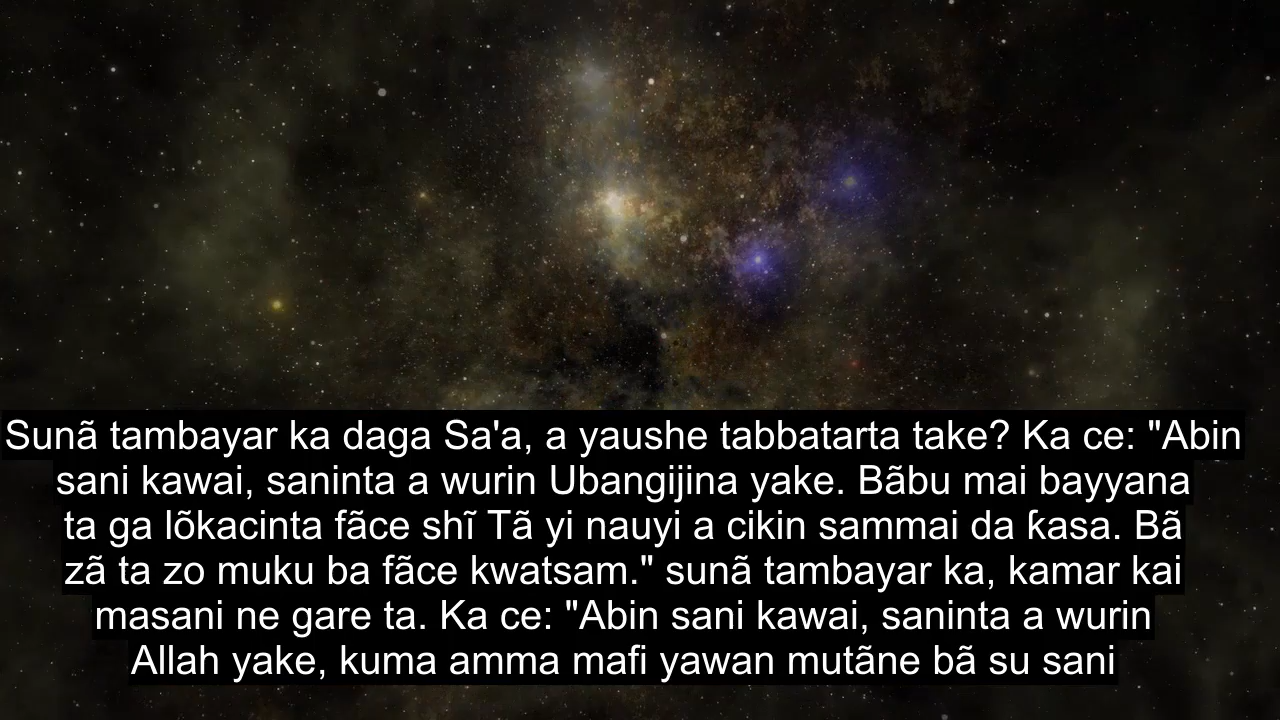 Sunã tambayar ka daga Sa'a, a yaushe tabbatarta take? Ka ce: "Abin
sani kawai, saninta a wurin Ubangijina yake. Bãbu mai bayyana
ta ga lõkacinta fãce shĩ Tã yi nauyi a cikin sammai da ƙasa. Bã
zã ta zo muku ba fãce kwatsam." sunã tambayar ka, kamar kai
masani ne gare ta. Ka ce: "Abin sani kawai, saninta a wurin
Allah yake, kuma amma mafi yawan mutãne bã su sani